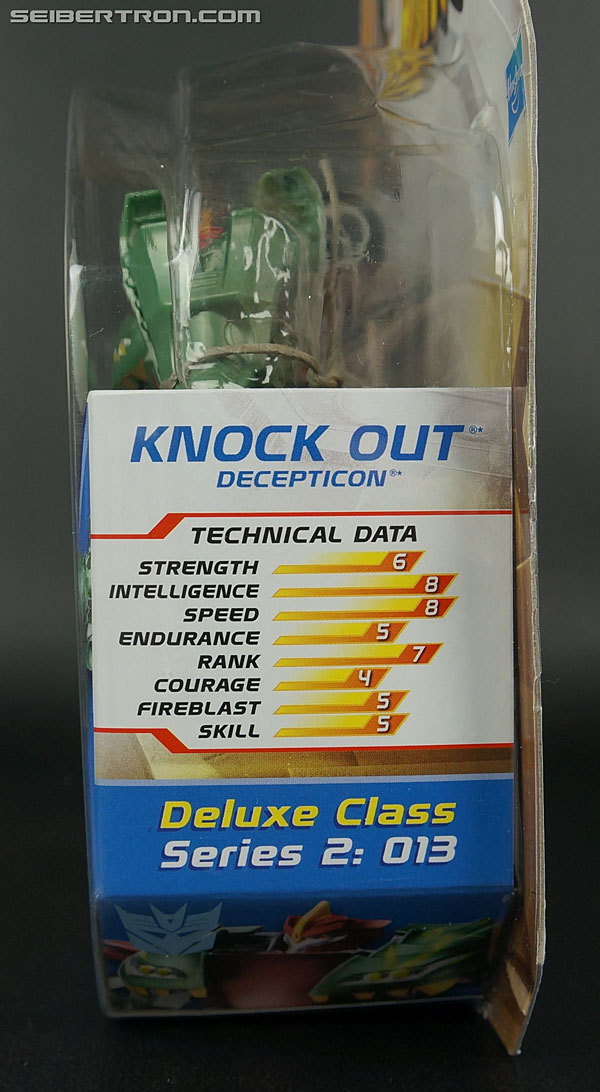 SEIBERTRON.COM
Hasbro
KNOCK OUT ®*
DECEPTICON ®*
TECHNICAL DATA
STRENGTH 6
INTELLIGENCE 8
SPEED 8
ENDURANCE 5
RANK 7
COURAGE 4
FIREBLAST 5
SKILL 5
Deluxe Class
Series 2: 013